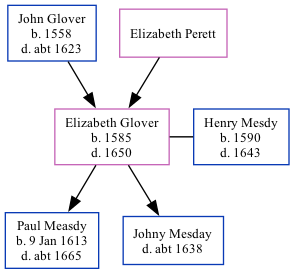 John Glover
b. 1558
d. abt 1623
Elizabeth Perett
Elizabeth Glover
b. 1585
d. 1650
Henry Mesdy
b. 1590
d. 1643
Paul Measdy
b. 9 Jan 1613
d. abt 1665
Johny Mesday
d. abt 1638